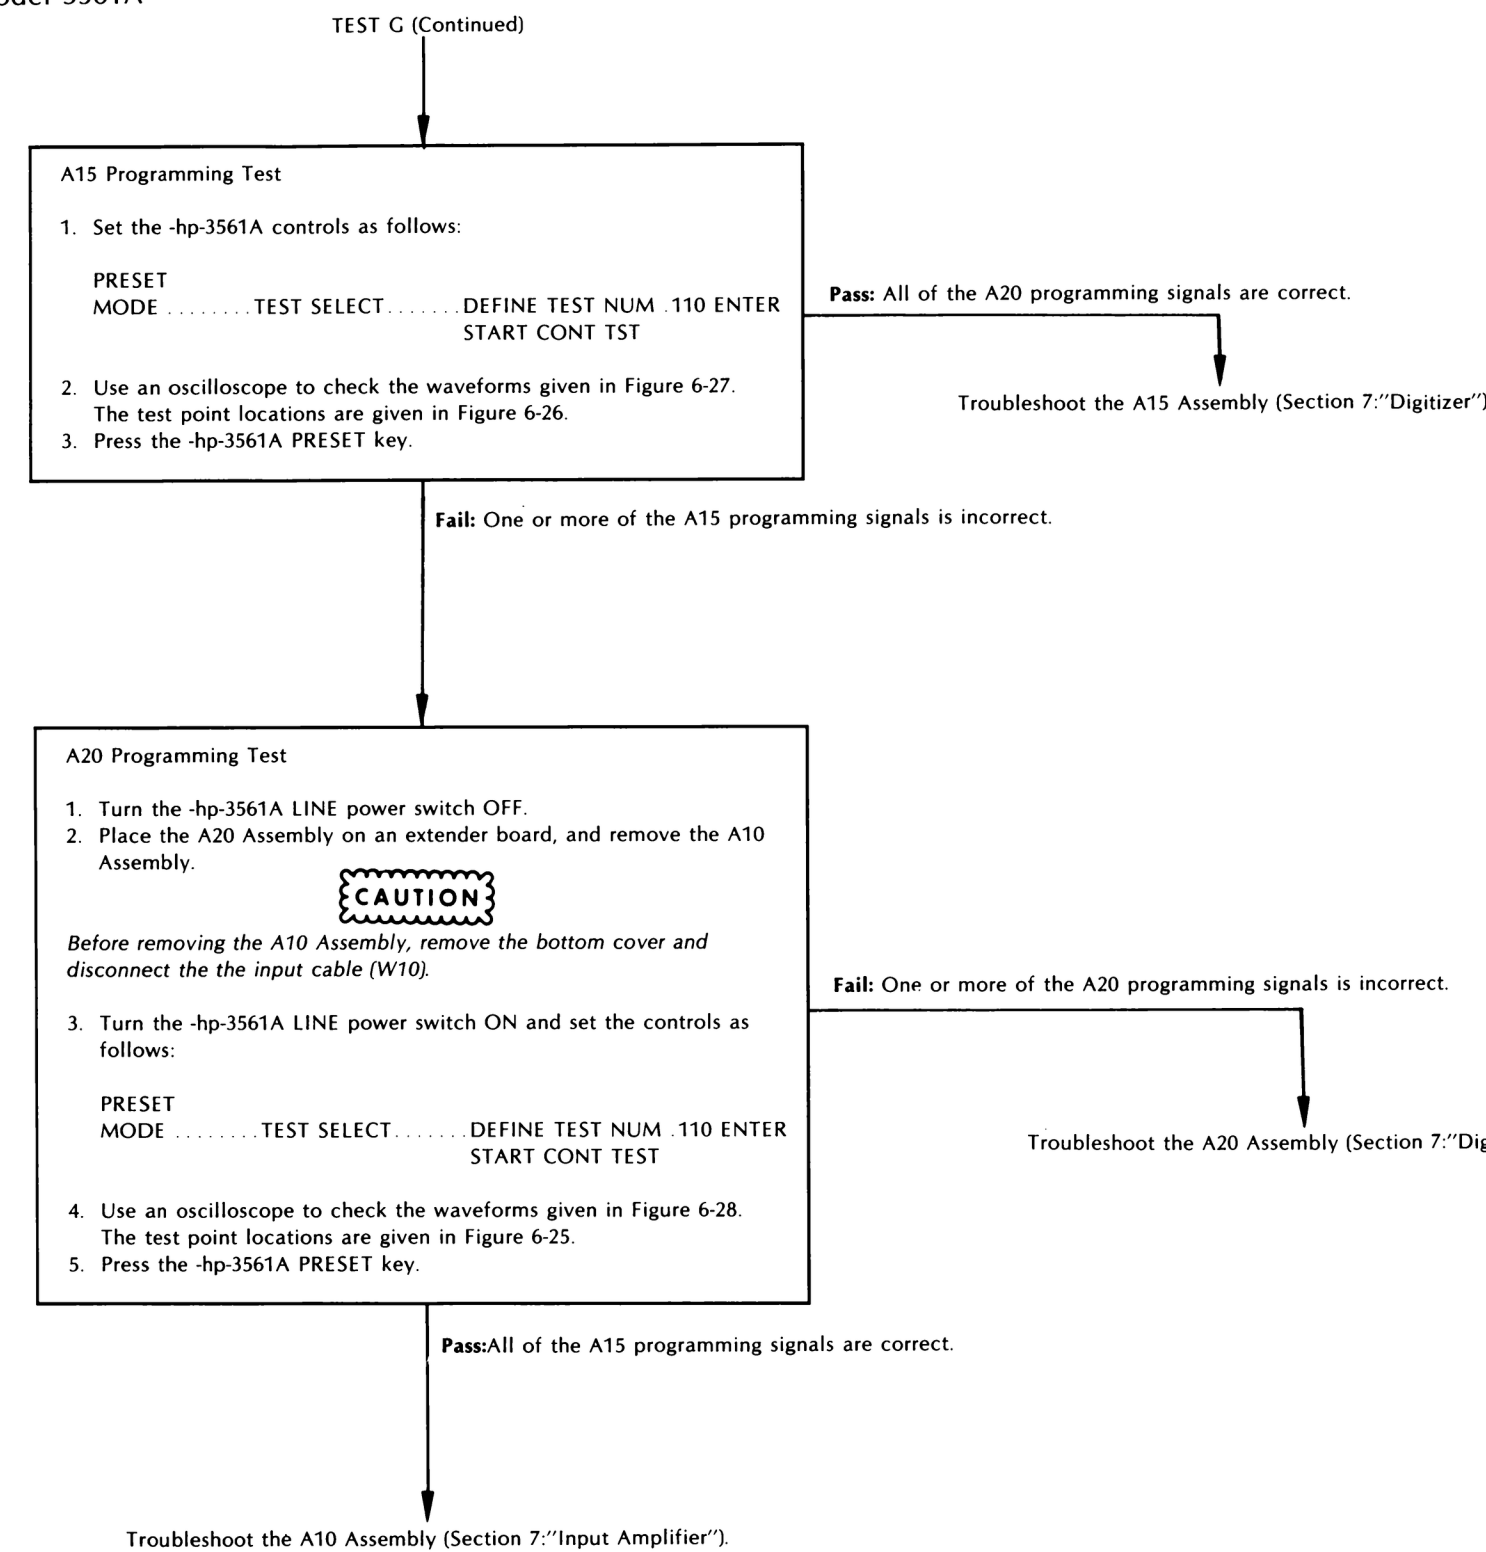 TEST G (Continued)
A15 Programming Test
1. Set the -hp-3561A controls as follows:
PRESET
MODE ........TEST SELECT.......DEFINE TEST NUM .110 ENTER
START CONT TST
2. Use an oscilloscope to check the waveforms given in Figure 6-27.
The test point locations are given in Figure 6-26.
3. Press the -hp-3561A PRESET key.
Pass: All of the A20 programming signals are correct.
Troubleshoot the A15 Assembly (Section 7:"Digitizer")
Fail: One or more of the A15 programming signals is incorrect.
A20 Programming Test
1. Turn the -hp-3561A LINE power switch OFF.
2. Place the A20 Assembly on an extender board, and remove the A10
Assembly.
CAUTION
Before removing the A10 Assembly, remove the bottom cover and
disconnect the the input cable (W10).
3. Turn the -hp-3561A LINE power switch ON and set the controls as
follows:
PRESET
MODE ........TEST SELECT.......DEFINE TEST NUM .110 ENTER
START CONT TEST
4. Use an oscilloscope to check the waveforms given in Figure 6-28.
The test point locations are given in Figure 6-25.
5. Press the -hp-3561A PRESET key.
Fail: One or more of the A20 programming signals is incorrect.
Troubleshoot the A20 Assembly (Section 7:"Dig
Pass:All of the A15 programming signals are correct.
Troubleshoot the A10 Assembly (Section 7:"Input Amplifier").